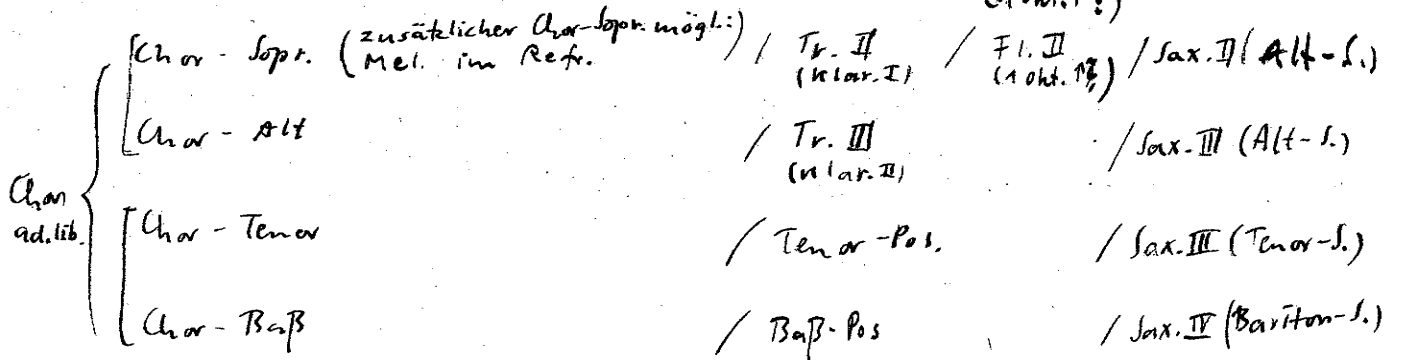 Chor - Sopr. (zusätzlicher Chor-Sopr. mögl.:) / Tr. II / Fl. II / Sax. II (Alt-S.)
Mel. im Refr. (Klar. I) (1 Okt. ↑)
Chor - Alt / Tr. III / Sax. III (Alt-S.)
(Klar. II)
Chor
ad. lib.
Chor - Tenor / Tenor-Pos. / Sax. III (Tenor-S.)
Chor - Baß / Baß-Pos / Sax. IV (Bariton-S.)